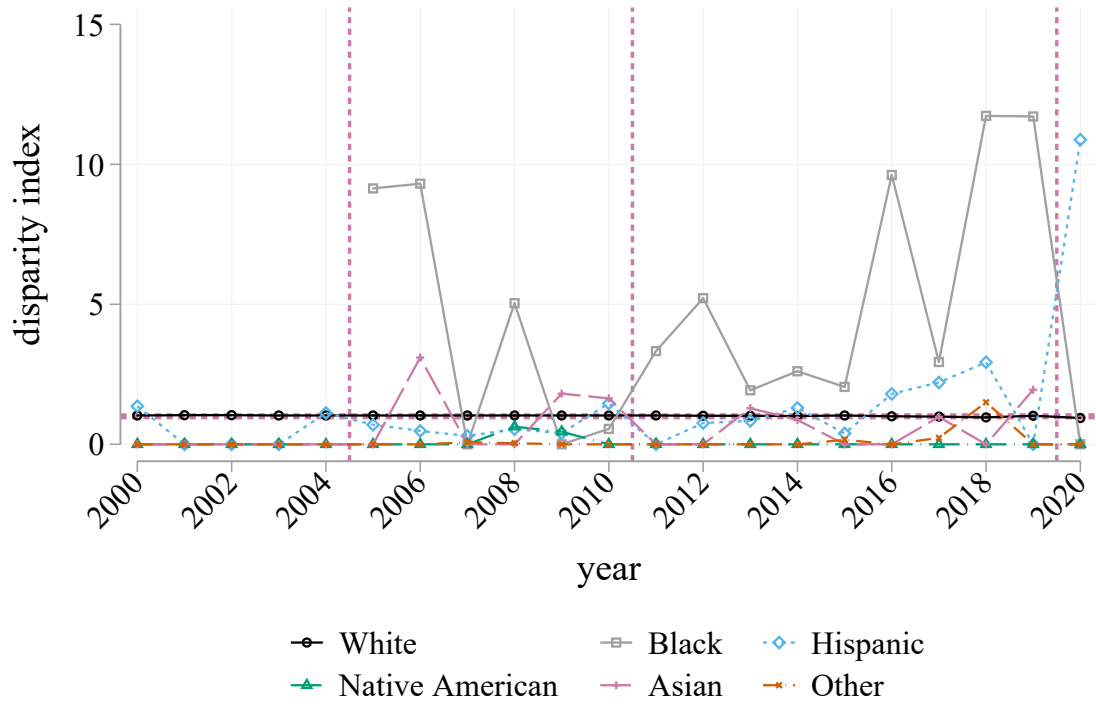 15
10
5
0
disparity index
2000 2002 2004 2006 2008 2010 2012 2014 2016 2018 2020
year
White Black Hispanic
Native American Asian Other